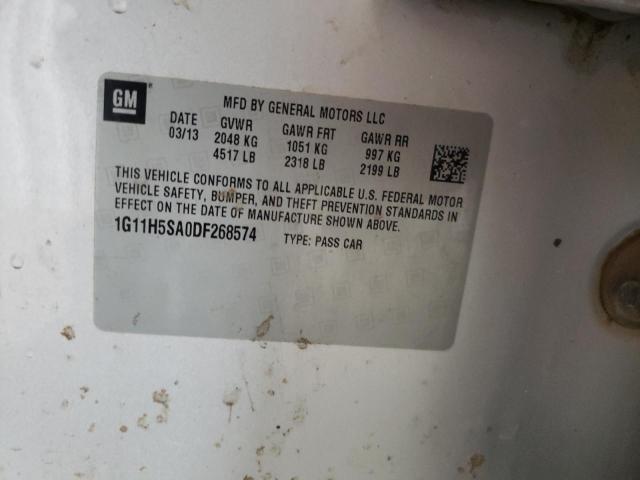 GM
MFD BY GENERAL MOTORS LLC
DATE GVWR GAWR FRT GAWR RR
03/13 2048 KG 1051 KG 997 KG
4517 LB 2318 LB 2199 LB
THIS VEHICLE CONFORMS TO ALL APPLICABLE U.S. FEDERAL MOTOR
VEHICLE SAFETY, BUMPER, AND THEFT PREVENTION STANDARDS IN
EFFECT ON THE DATE OF MANUFACTURE SHOWN ABOVE.
1G11H5SA0DF268574 TYPE: PASS CAR